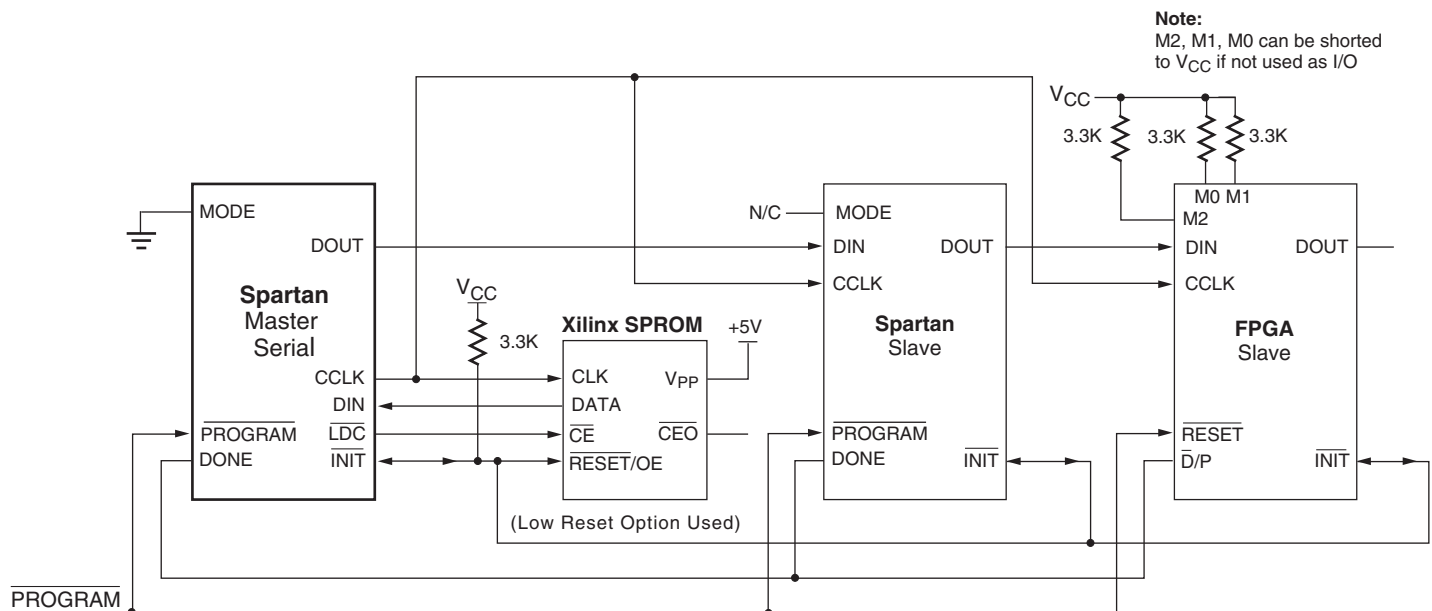 Note:
M2, M1, M0 can be shorted
to VCC if not used as I/O
VCC
3.3K
3.3K
3.3K
MODE
DOUT
Spartan
Master
Serial
CCLK
DIN
PROGRAM
LDC
DONE
INIT
VCC
3.3K
Xilinx SPROM
+5V
CLK
VPP
DATA
CE
CEO
RESET/OE
(Low Reset Option Used)
N/C
MODE
DIN
DOUT
CCLK
Spartan
Slave
PROGRAM
DONE
INIT
M0 M1
M2
DIN
DOUT
CCLK
FPGA
Slave
RESET
D/P
INIT
PROGRAM